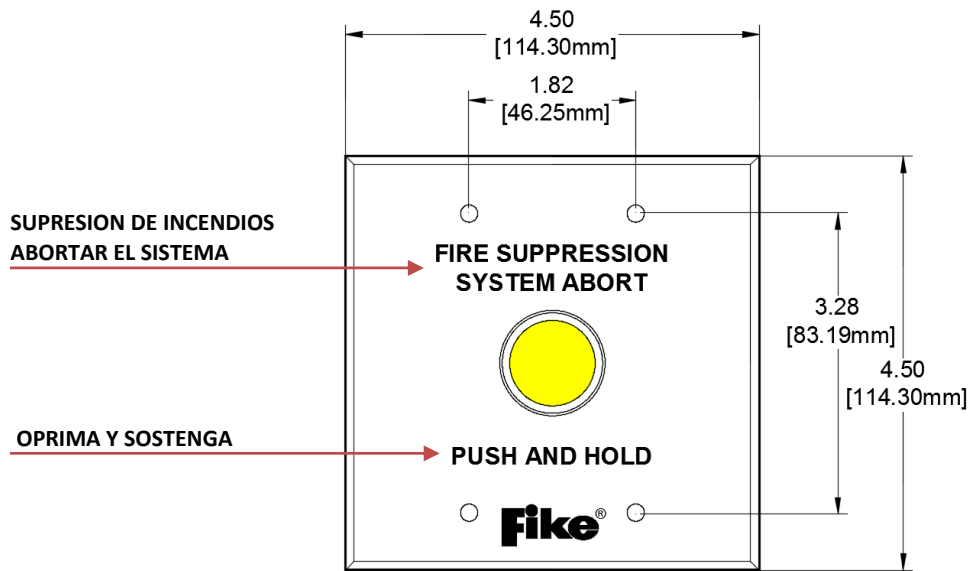 4.50
[114.30mm]
1.82
[46.25mm]
SUPRESION DE INCENDIOS
ABORTAR EL SISTEMA
FIRE SUPPRESSION
SYSTEM ABORT
3.28
[83.19mm]
4.50
[114.30mm]
OPRIMA Y SOSTENGA
PUSH AND HOLD
Fike®